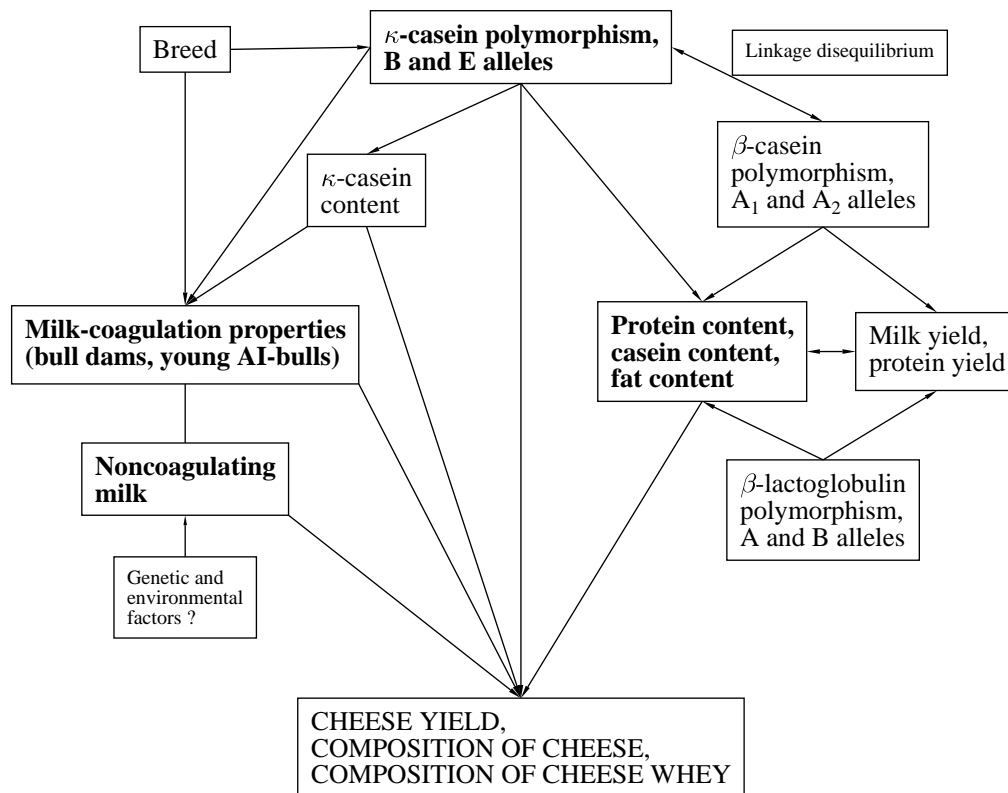 Breed
κ-casein polymorphism,
B and E alleles
Linkage disequilibrium
κ-casein
content
β-casein
polymorphism,
A₁ and A₂ alleles
Milk-coagulation properties
(bull dams, young AI-bulls)
Protein content,
casein content,
fat content
Milk yield,
protein yield
Noncoagulating
milk
β-lactoglobulin
polymorphism,
A and B alleles
Genetic and
environmental
factors ?
CHEESE YIELD,
COMPOSITION OF CHEESE,
COMPOSITION OF CHEESE WHEY